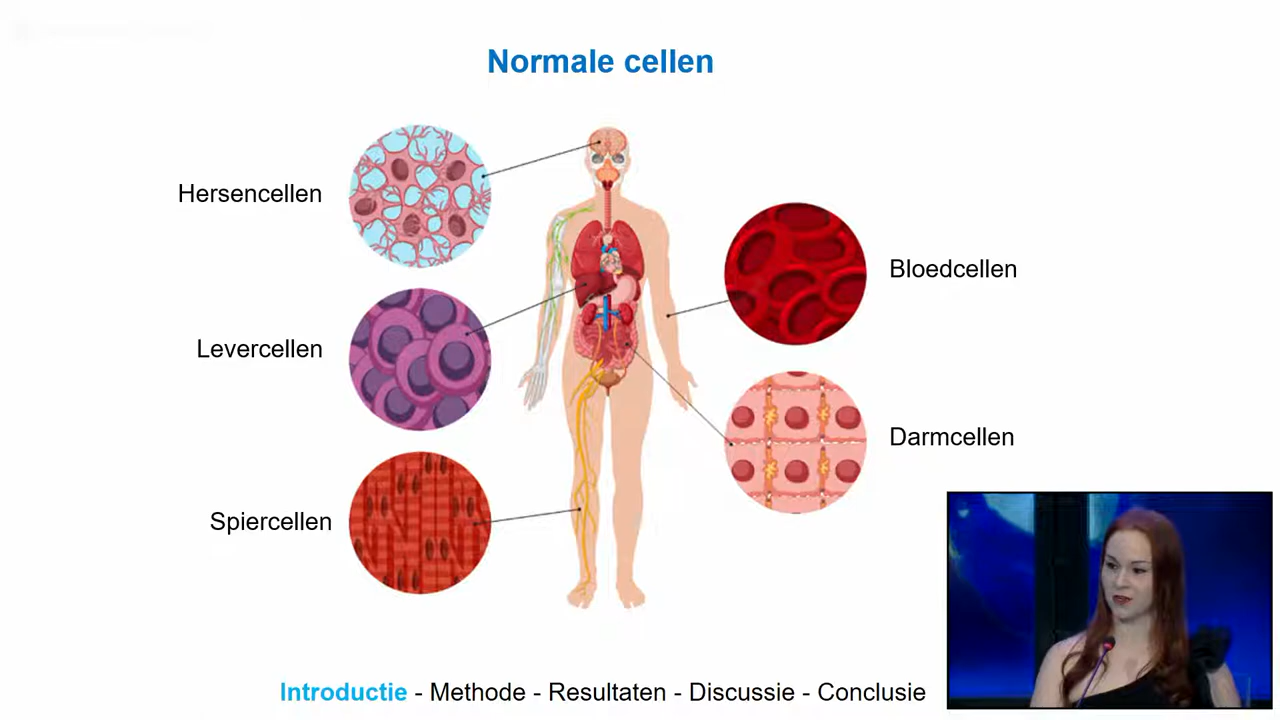 Normale cellen
Hersencellen
Bloedcellen
Levercellen
Darmcellen
Spiercellen
Introductie - Methode - Resultaten - Discussie - Conclusie